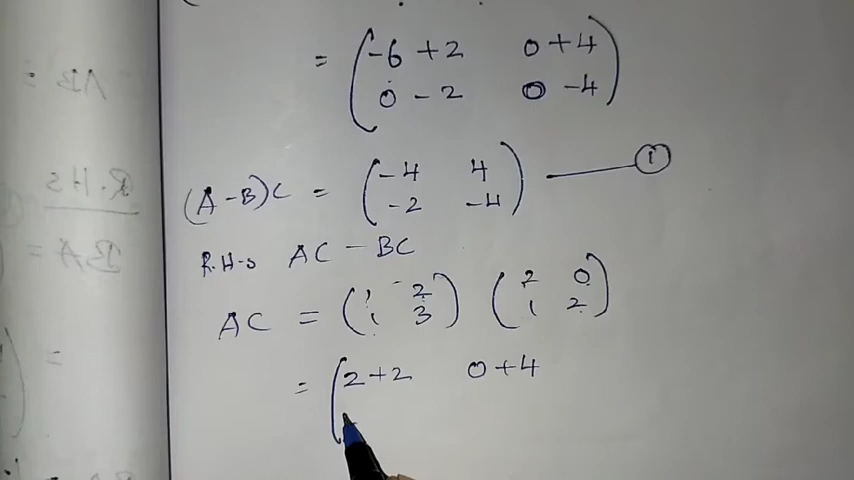 = (-6 +2 0 +4
0 -2 0 -4)
(A -B)C = (-4 4
-2 -4) ①
R.H.S AC - BC
AC = (1 2
1 3) (2 0
1 2)
= (2+2 0+4